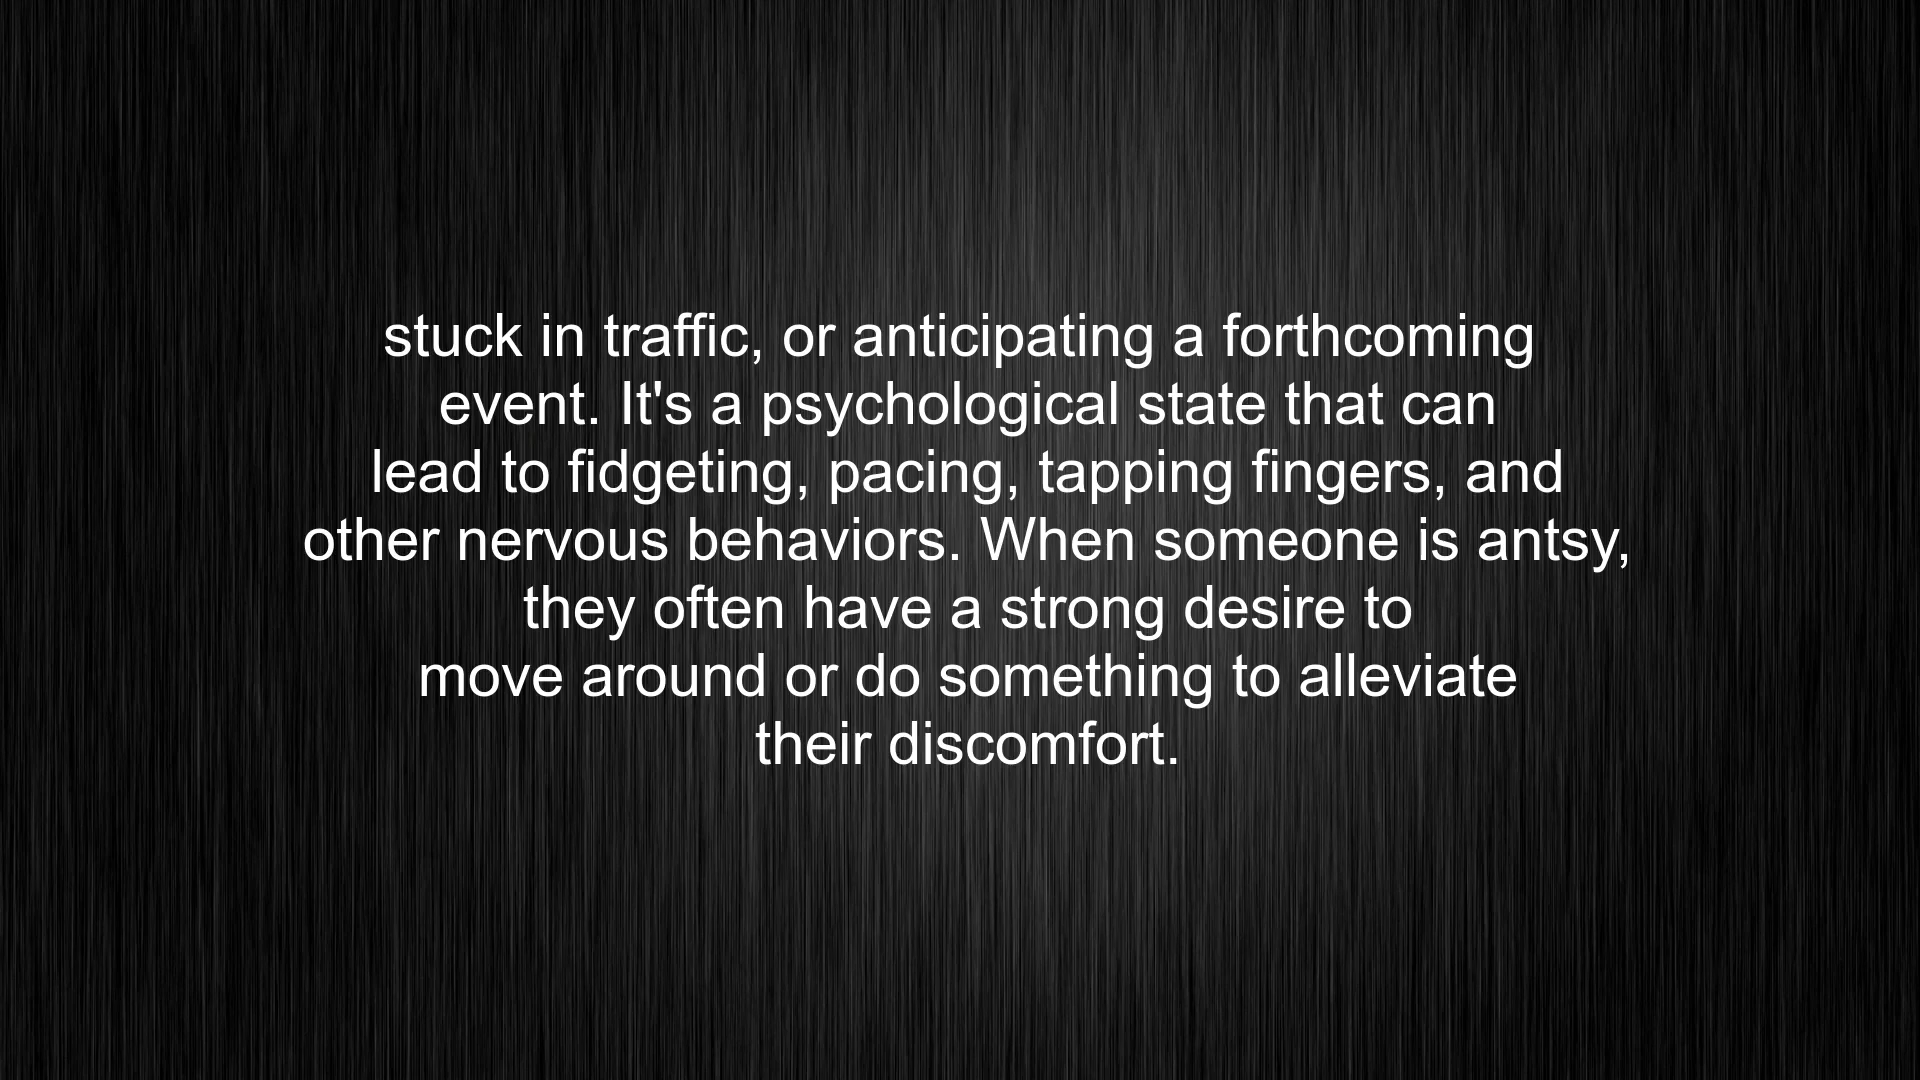 stuck in traffic, or anticipating a forthcoming
event. It's a psychological state that can
lead to fidgeting, pacing, tapping fingers, and
other nervous behaviors. When someone is antsy,
they often have a strong desire to
move around or do something to alleviate
their discomfort.